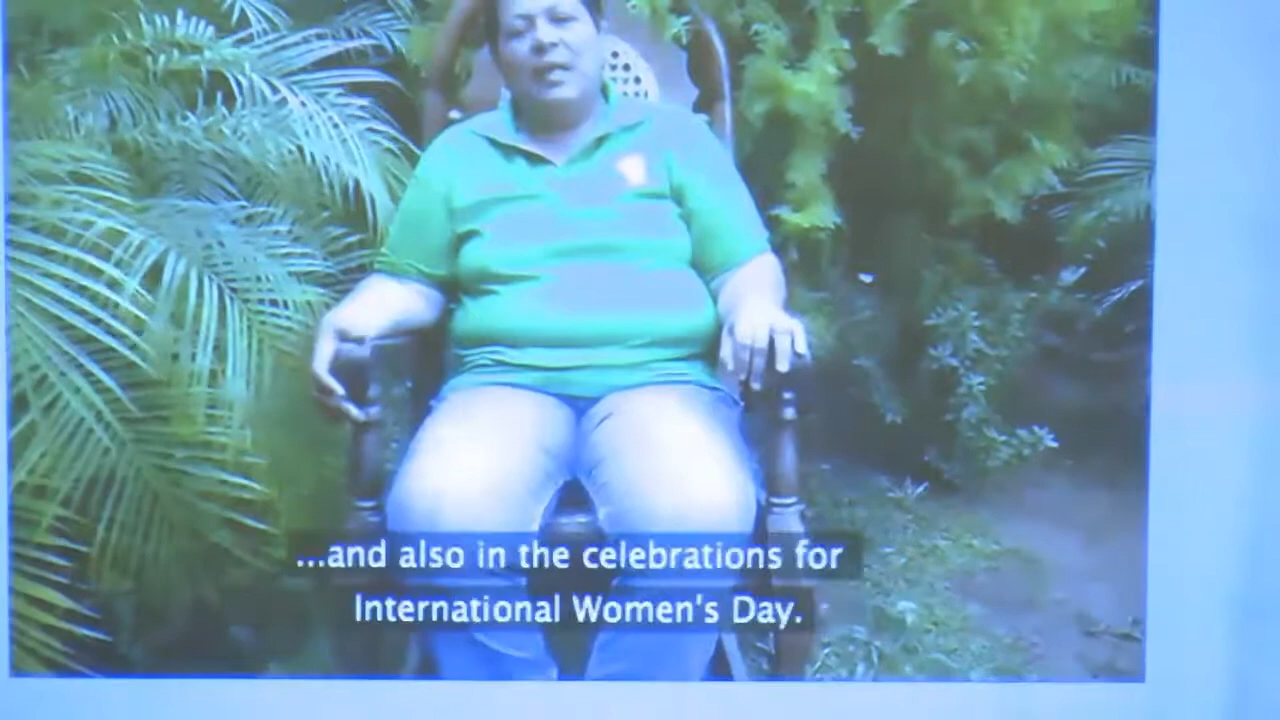 ...and also in the celebrations for
International Women's Day.